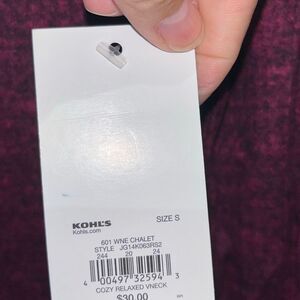 KOHL'S
Kohls.com
SIZE S
601 WNE CHALET
STYLE JG14K063RS2
244 20 24
4 00497 32594 3
COZY RELAXED VNECK
$30.00